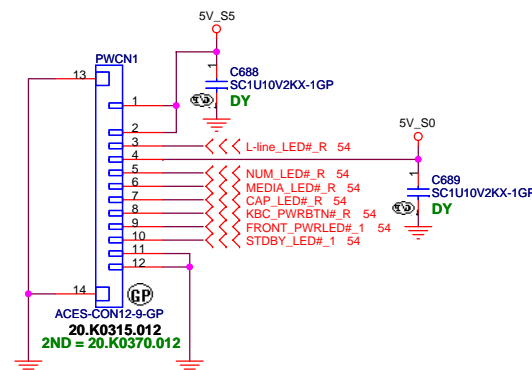 5V_S5
PWCN1
13
1
C688
SC1U10V2KX-1GP
DY
1
2
5V_S0
3
L-line_LED#_R 54
4
5
NUM_LED#_R 54
6
MEDIA_LED#_R 54
7
CAP_LED#_R 54
8
KBC_PWRBTN#_R 54
9
FRONT_PWRLED#_1 54
10
STDBY_LED#_1 54
11
12
1
C689
SC1U10V2KX-1GP
DY
14
GP
ACES-CON12-9-GP
20.K0315.012
2ND = 20.K0370.012